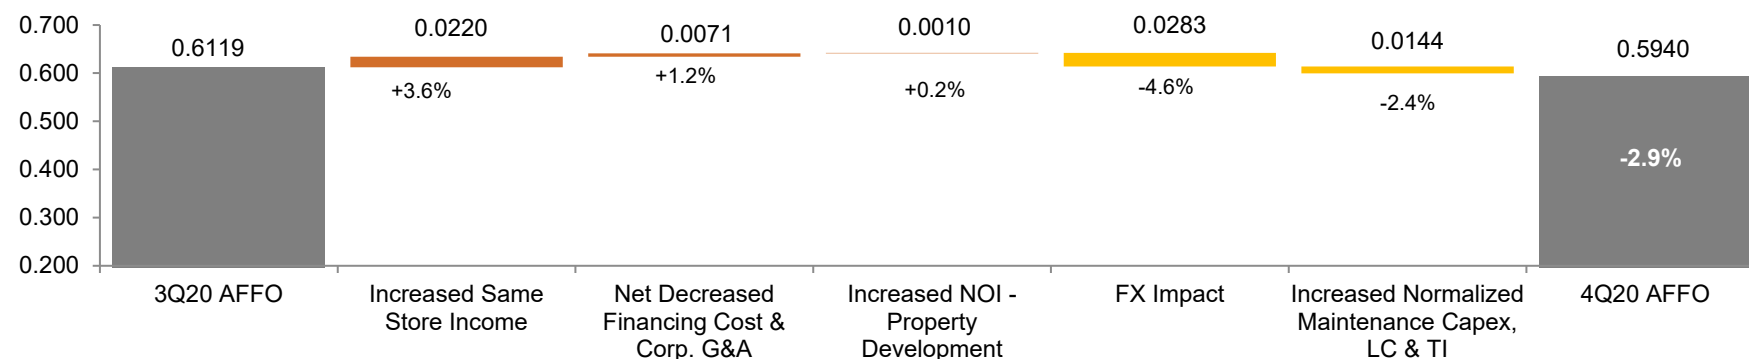 0.700
0.600
0.500
0.400
0.300
0.200
0.6119
0.0220
+3.6%
0.0071
+1.2%
0.0010
+0.2%
0.0283
-4.6%
0.0144
-2.4%
0.5940
-2.9%
3Q20 AFFO
Increased Same
Store Income
Net Decreased
Financing Cost &
Corp. G&A
Increased NOI -
Property
Development
FX Impact
Increased Normalized
Maintenance Capex,
LC & TI
4Q20 AFFO